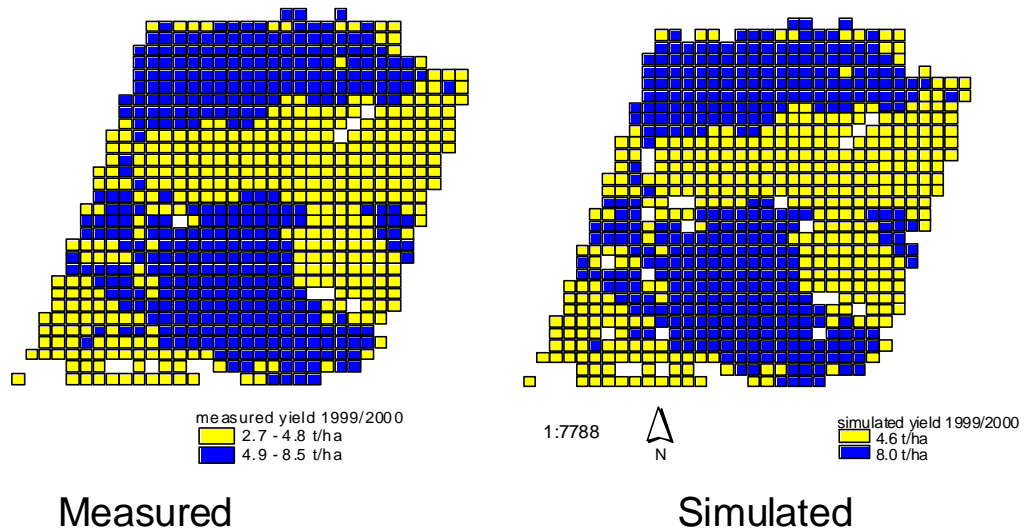 measured yield 1999/2000
2.7 - 4.8 t/ha
4.9 - 8.5 t/ha
1:7788
N
simulated yield 1999/2000
4.6 t/ha
8.0 t/ha
Measured
Simulated